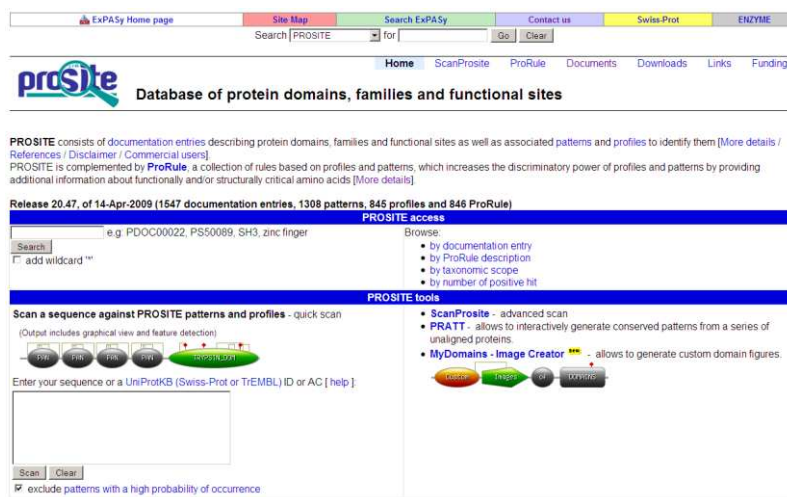 ExPASy Home page Site Map Search ExPASy Contact us Swiss-Prot ENZYME
Search PROSITE for Go Clear
Home ScanProsite ProRule Documents Downloads Links Funding
prosite Database of protein domains, families and functional sites
PROSITE consists of documentation entries describing protein domains, families and functional sites as well as associated patterns and profiles to identify them [More details /
References / Disclaimer / Commercial users].
PROSITE is complemented by ProRule, a collection of rules based on profiles and patterns, which increases the discriminatory power of profiles and patterns by providing
additional information about functionally and/or structurally critical amino acids [More details].
Release 20.47, of 14-Apr-2009 (1547 documentation entries, 1308 patterns, 845 profiles and 846 ProRule)
PROSITE access
e.g: PDOC00022, PS50089, SH3, zinc finger
Search
add wildcard '*'
Browse:
• by documentation entry
• by ProRule description
• by taxonomic scope
• by number of positive hit
PROSITE tools
Scan a sequence against PROSITE patterns and profiles - quick scan
(Output includes graphical view and feature detection)
PAN PAN PAN PAN TRYPSIN_DOM
Enter your sequence or a UniProtKB (Swiss-Prot or TrEMBL) ID or AC [ help ]:
Scan Clear
exclude patterns with a high probability of occurrence
• ScanProsite - advanced scan
• PRATT - allows to interactively generate conserved patterns from a series of
unaligned proteins.
• MyDomains - Image Creator new - allows to generate custom domain figures.
Custom Images of DOMAINS